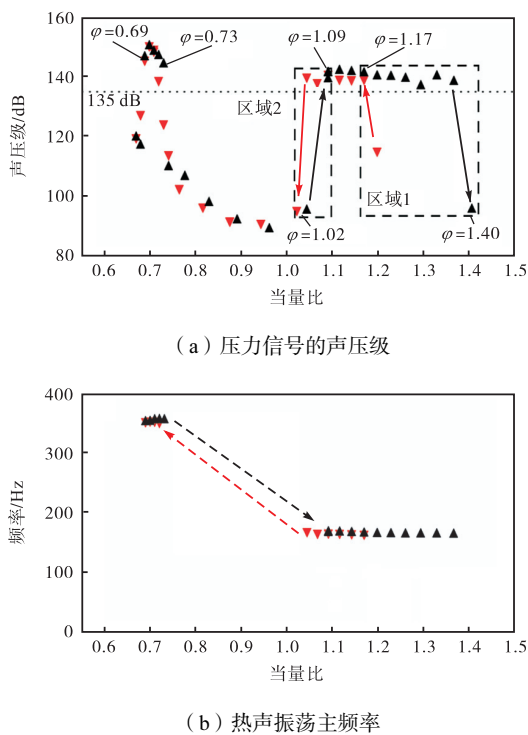 160
140
120
100
80
声压级/dB
φ=0.69
φ=0.73
φ=1.09
φ=1.17
135 dB
区域2
区域1
φ=1.02
φ=1.40
0.6 0.7 0.8 0.9 1.0 1.1 1.2 1.3 1.4 1.5
当量比
（a）压力信号的声压级
400
300
200
100
0
频率/Hz
0.6 0.7 0.8 0.9 1.0 1.1 1.2 1.3 1.4 1.5
当量比
（b）热声振荡主频率